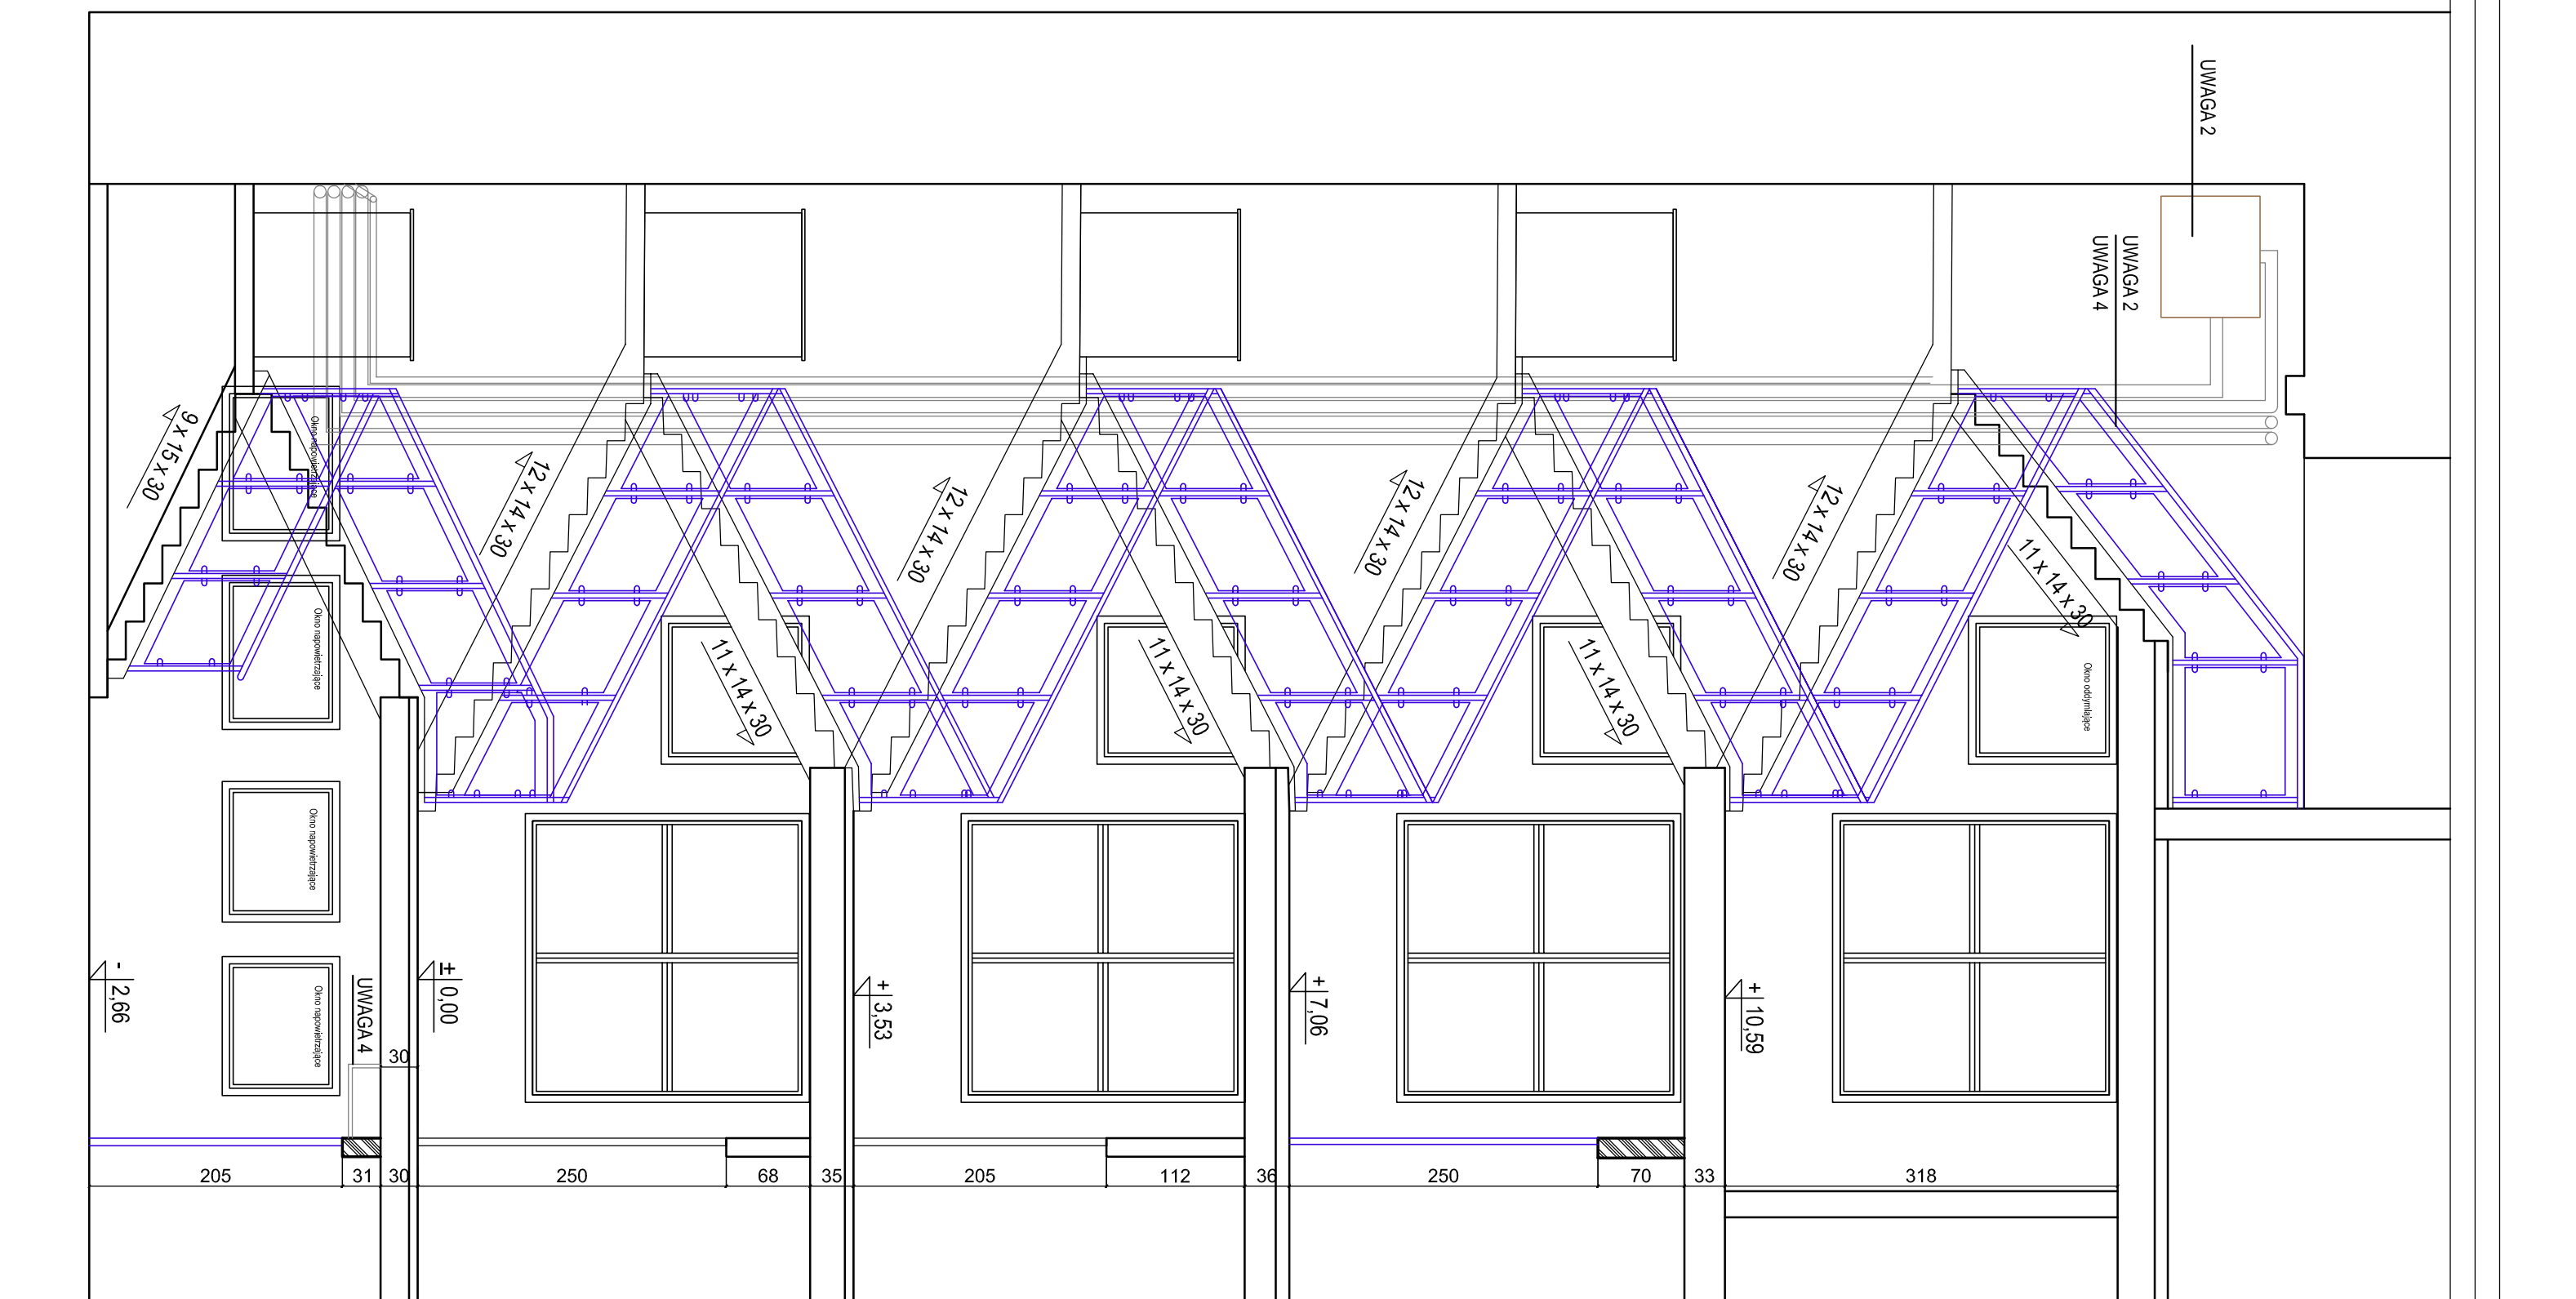 UWAGA 2
UWAGA 2
UWAGA 4
9 x 15 x 30
12 x 14 x 30
12 x 14 x 30
12 x 14 x 30
12 x 14 x 30
11 x 14 x 30
11 x 14 x 30
11 x 14 x 30
11 x 14 x 30
Okno napowietrzające
Okno napowietrzające
Okno napowietrzające
Okno napowietrzające
Okno oddymiające
- 2,66
± 0,00
+ 3,53
+ 7,06
+ 10,59
UWAGA 4
30
205
31
30
250
68
35
205
112
36
250
70
33
318